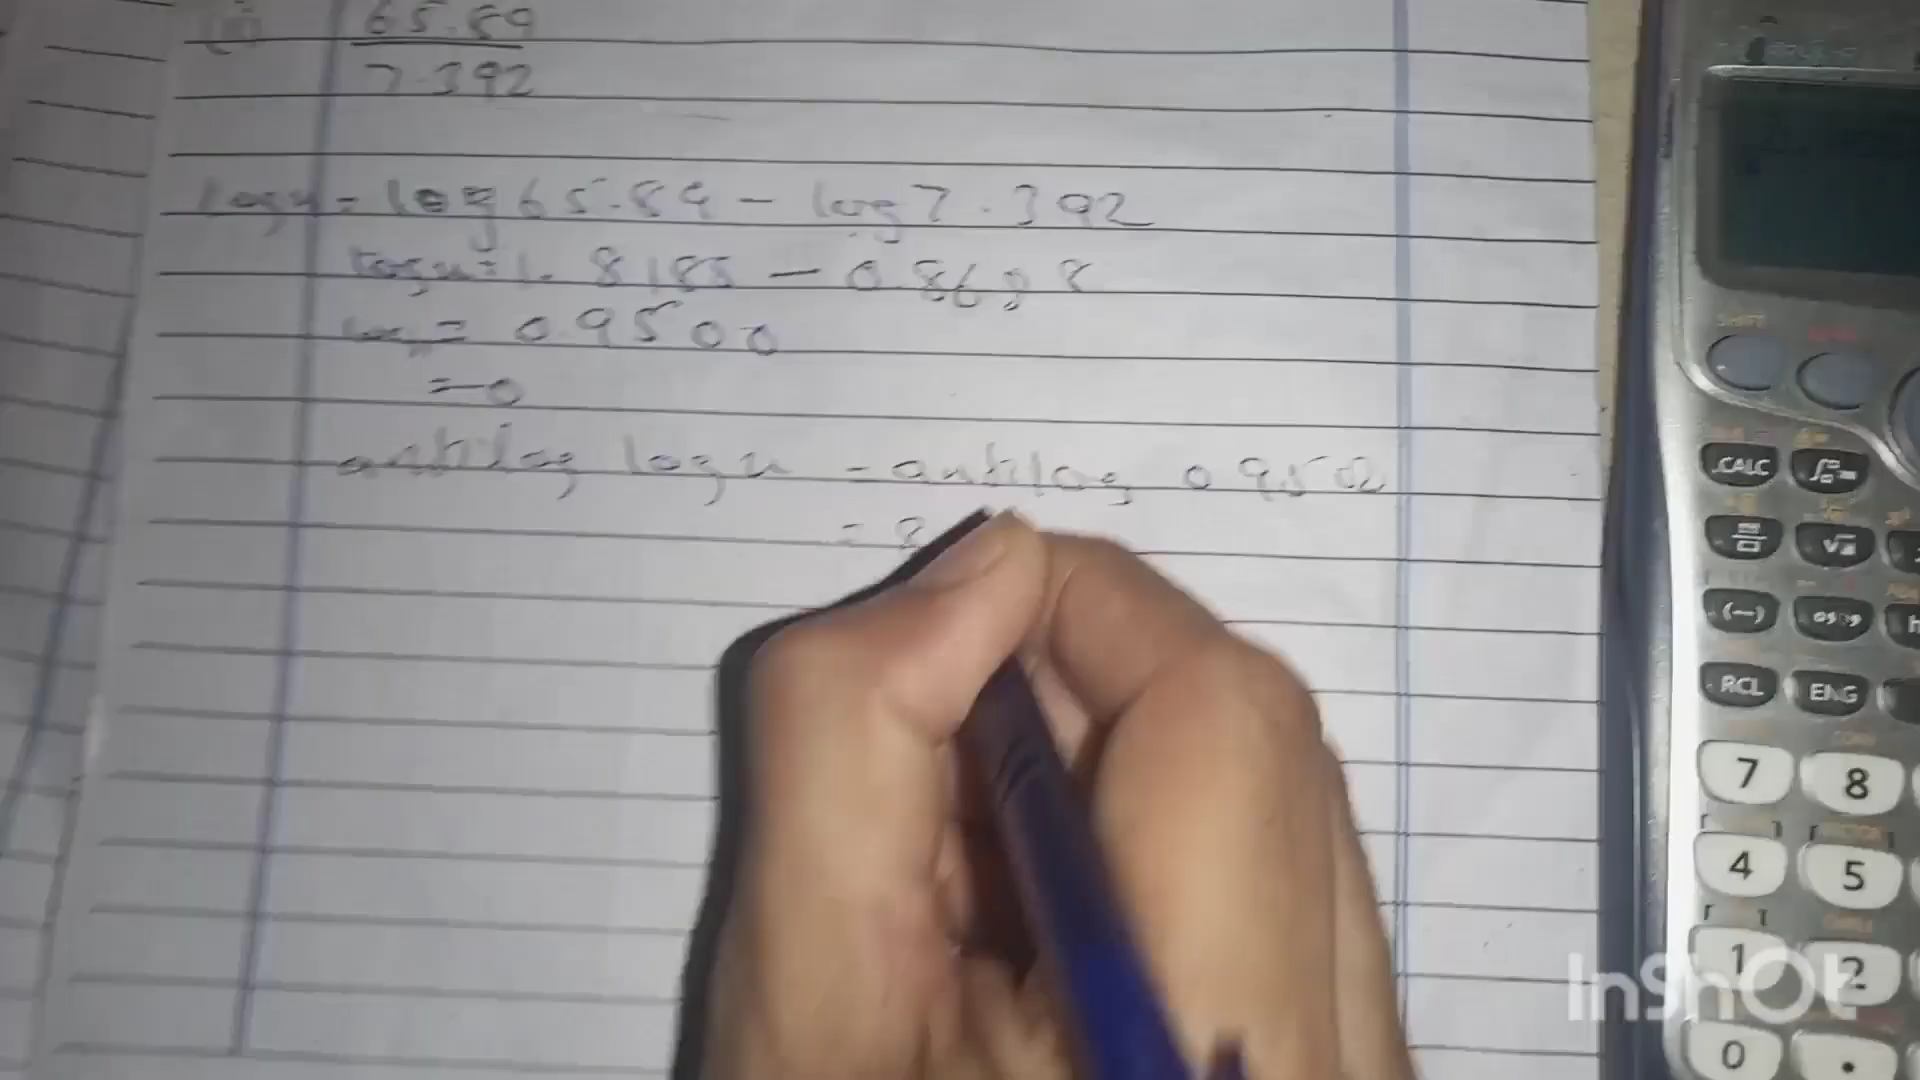 65.89
7.392
log x = log 65.89 - log 7.392
log x = 1.8188 - 0.8688
= 0.9500
= 0
antilog log x = antilog 0.9500
= 8
CALC
(-)
RCL ENG
7 8
4 5
1 2
0 .
InShOt